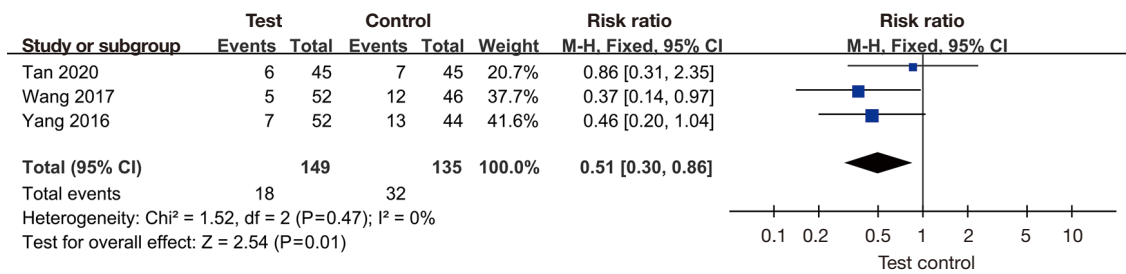 Test Control Risk ratio Risk ratio
Study or subgroup Events Total Events Total Weight M-H, Fixed, 95% CI M-H, Fixed, 95% CI
Tan 2020 6 45 7 45 20.7% 0.86 [0.31, 2.35]
Wang 2017 5 52 12 46 37.7% 0.37 [0.14, 0.97]
Yang 2016 7 52 13 44 41.6% 0.46 [0.20, 1.04]
Total (95% CI) 149 135 100.0% 0.51 [0.30, 0.86]
Total events 18 32
Heterogeneity: Chi² = 1.52, df = 2 (P=0.47); I² = 0%
Test for overall effect: Z = 2.54 (P=0.01)
0.1 0.2 0.5 1 2 5 10
Test control